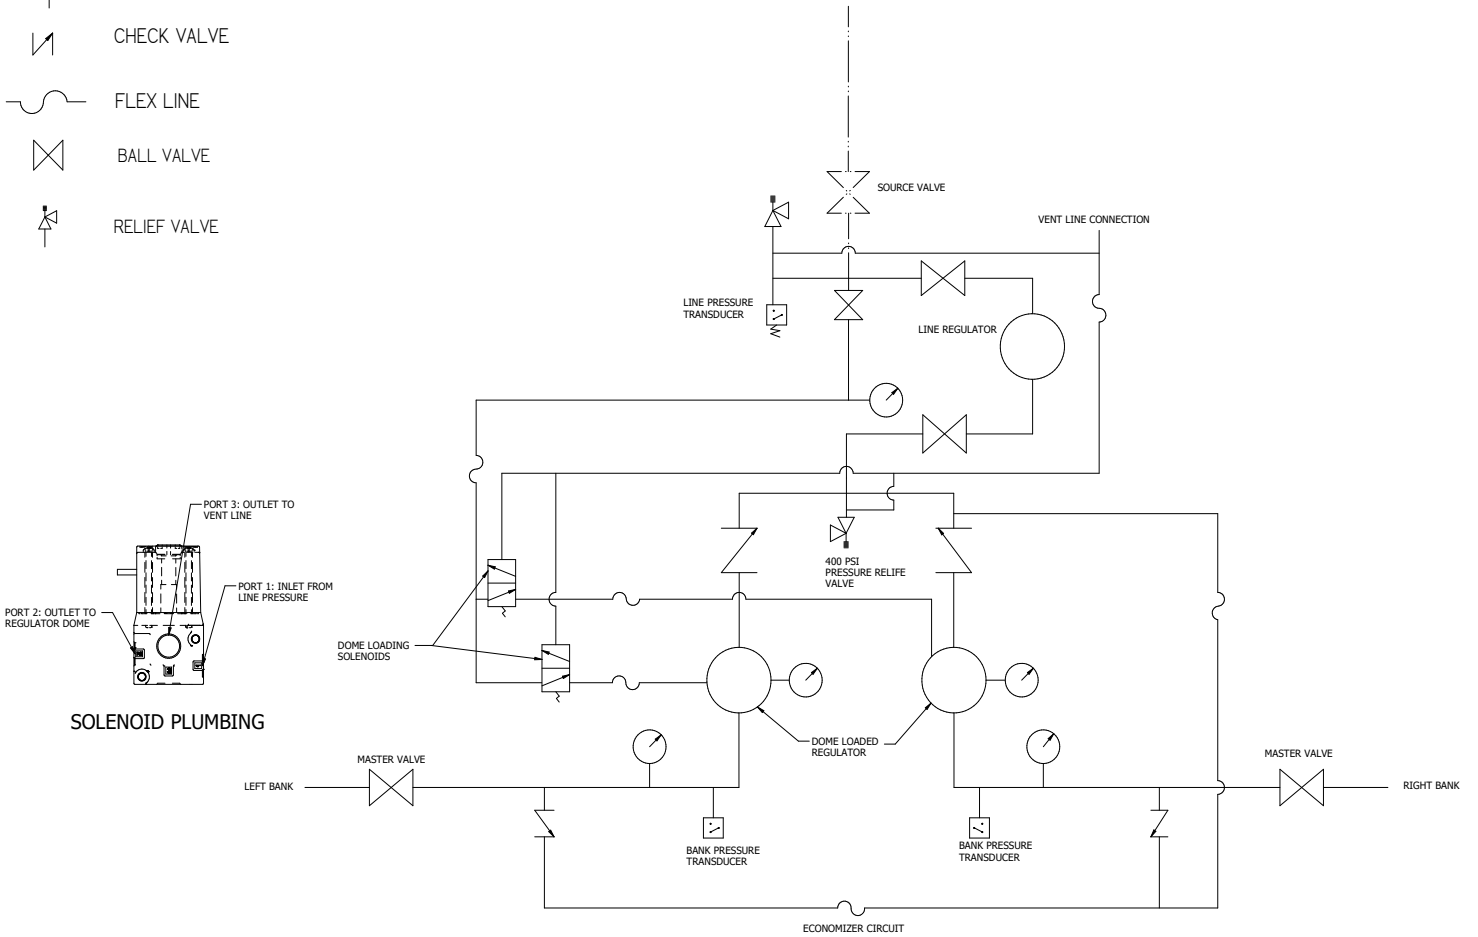 CHECK VALVE
FLEX LINE
BALL VALVE
RELIEF VALVE
SOURCE VALVE
VENT LINE CONNECTION
LINE PRESSURE
TRANSDUCER
LINE REGULATOR
PORT 3: OUTLET TO
VENT LINE
PORT 1: INLET FROM
LINE PRESSURE
PORT 2: OUTLET TO
REGULATOR DOME
SOLENOID PLUMBING
400 PSI
PRESSURE RELIFE
VALVE
DOME LOADING
SOLENOIDS
DOME LOADED
REGULATOR
MASTER VALVE
LEFT BANK
MASTER VALVE
RIGHT BANK
BANK PRESSURE
TRANSDUCER
BANK PRESSURE
TRANSDUCER
ECONOMIZER CIRCUIT